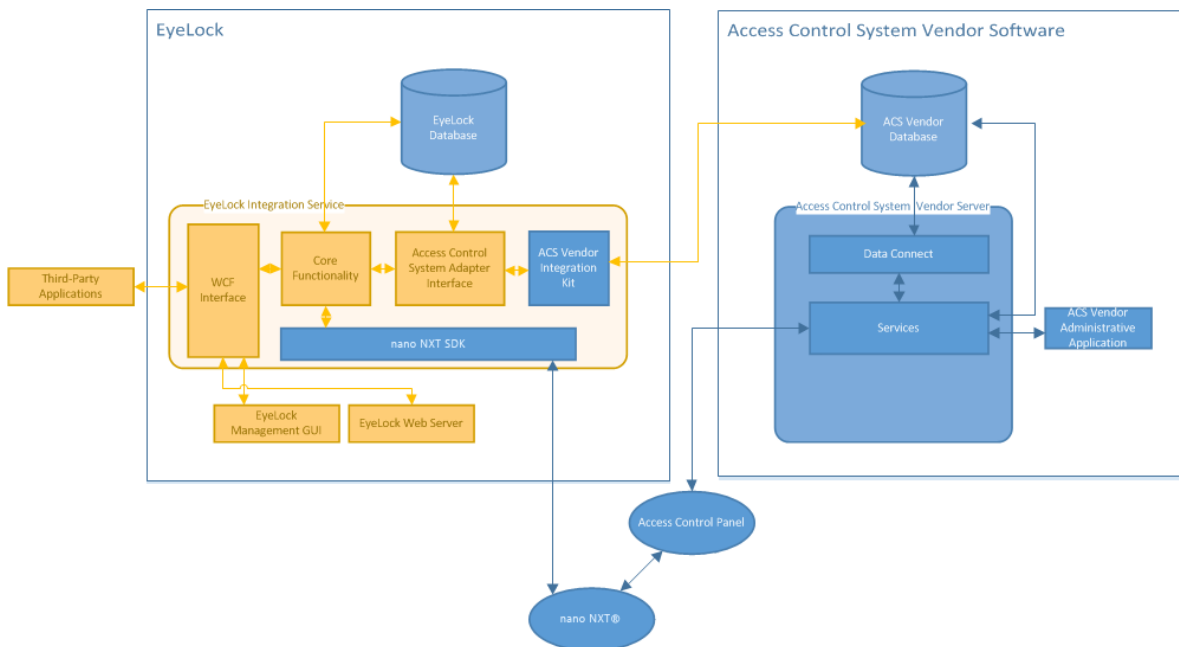 EyeLock
Access Control System Vendor Software
EyeLock
Database
ACS Vendor
Database
EyeLock Integration Service
Access Control System Vendor Server
WCF
Interface
Core
Functionality
Access Control
System Adapter
Interface
ACS Vendor
Integration
Kit
Data Connect
Third-Party
Applications
nano NXT SDK
Services
ACS Vendor
Administrative
Application
EyeLock
Management GUI
EyeLock Web Server
Access Control Panel
nano NXT®